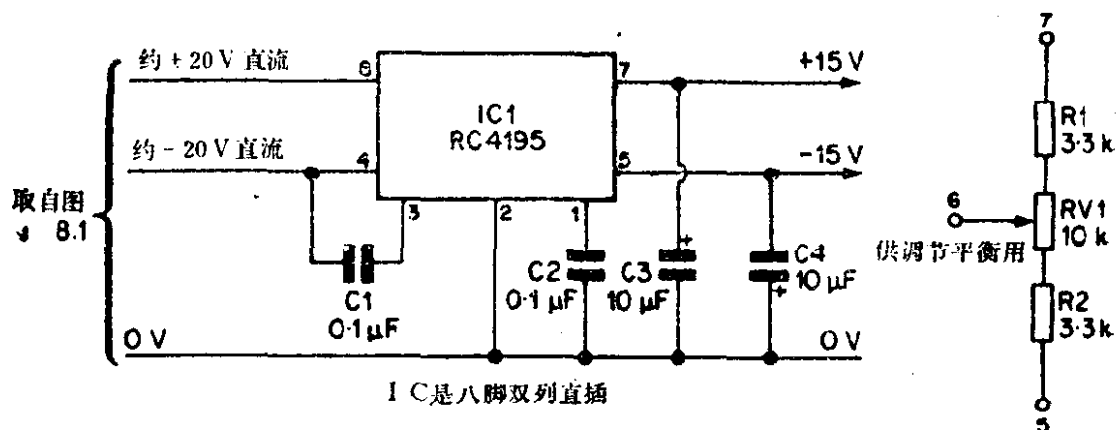 约+20V直流
8
7
+15V
IC1
RC4195
约-20V直流
4
5
-15V
3
2
1
取自图
8.1
C1
0·1μF
C2
0·1μF
+
C3
10μF
C4
10μF
+
0V
0V
IC是八脚双列直插
7
R1
3·3k
6
RV1
10k
供调节平衡用
R2
3·3k
5